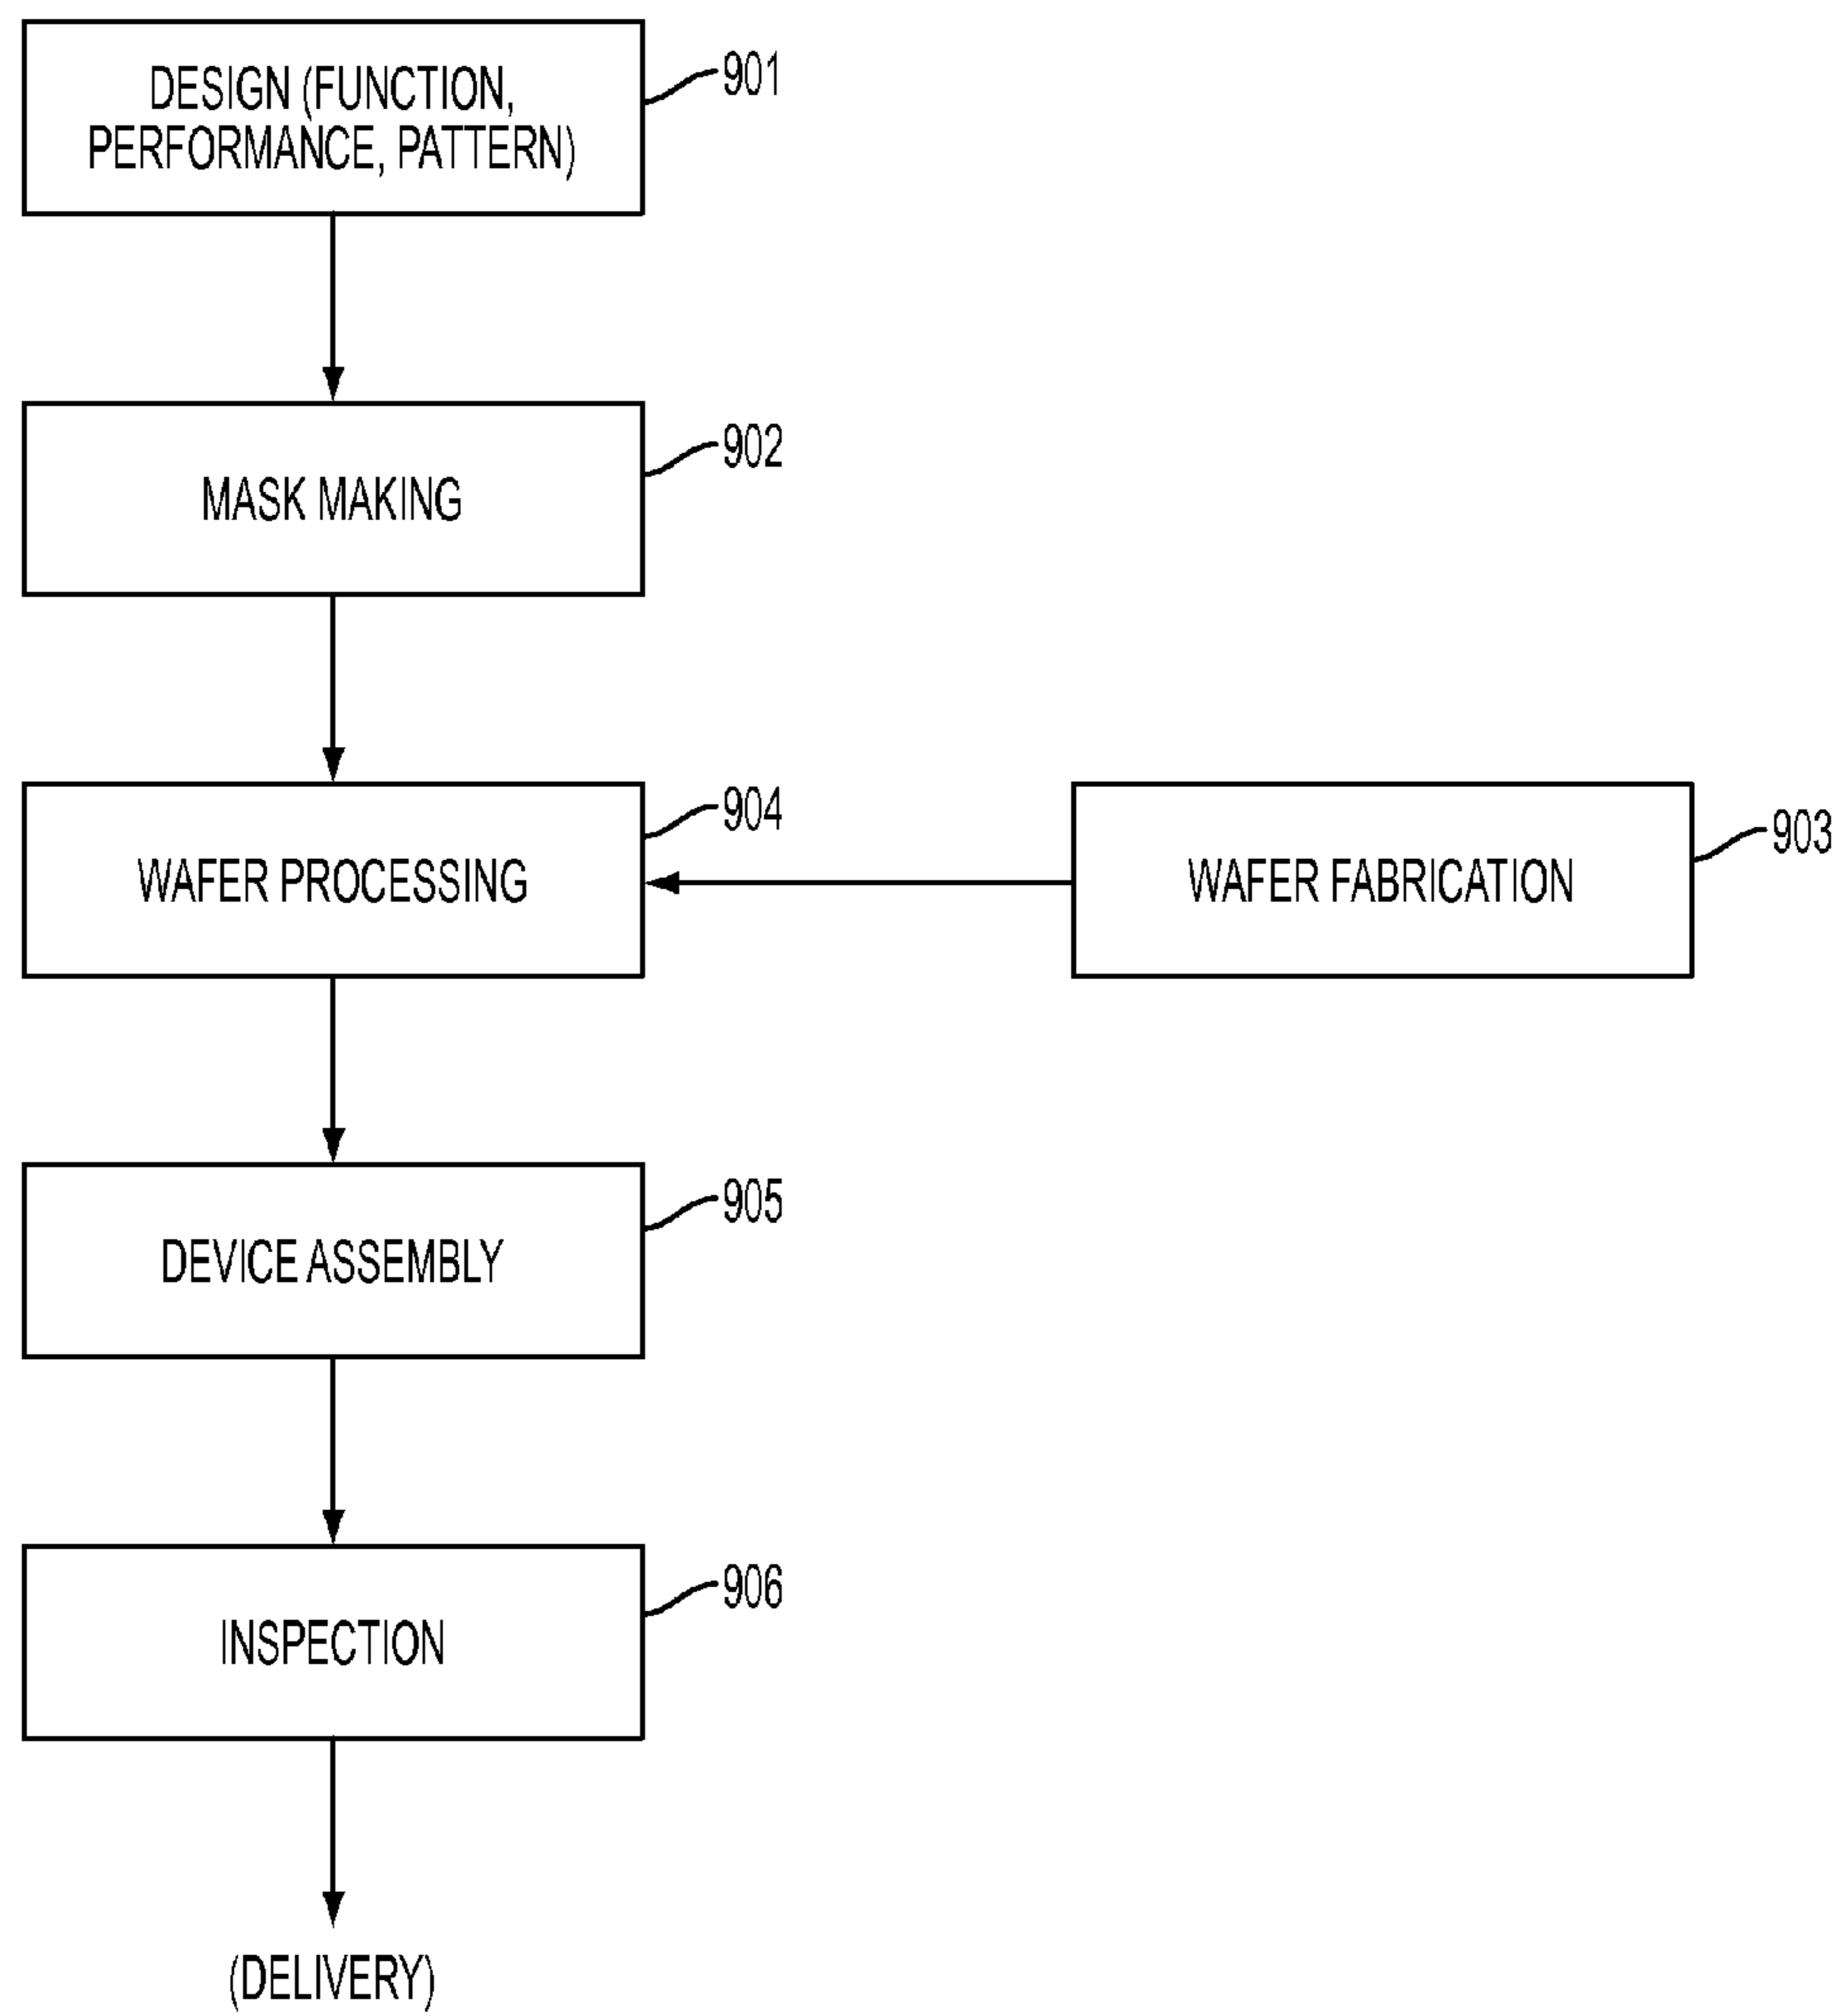 DESIGN (FUNCTION,
PERFORMANCE, PATTERN)
901
MASK MAKING
902
WAFER PROCESSING
904
WAFER FABRICATION
903
DEVICE ASSEMBLY
905
INSPECTION
906
(DELIVERY)